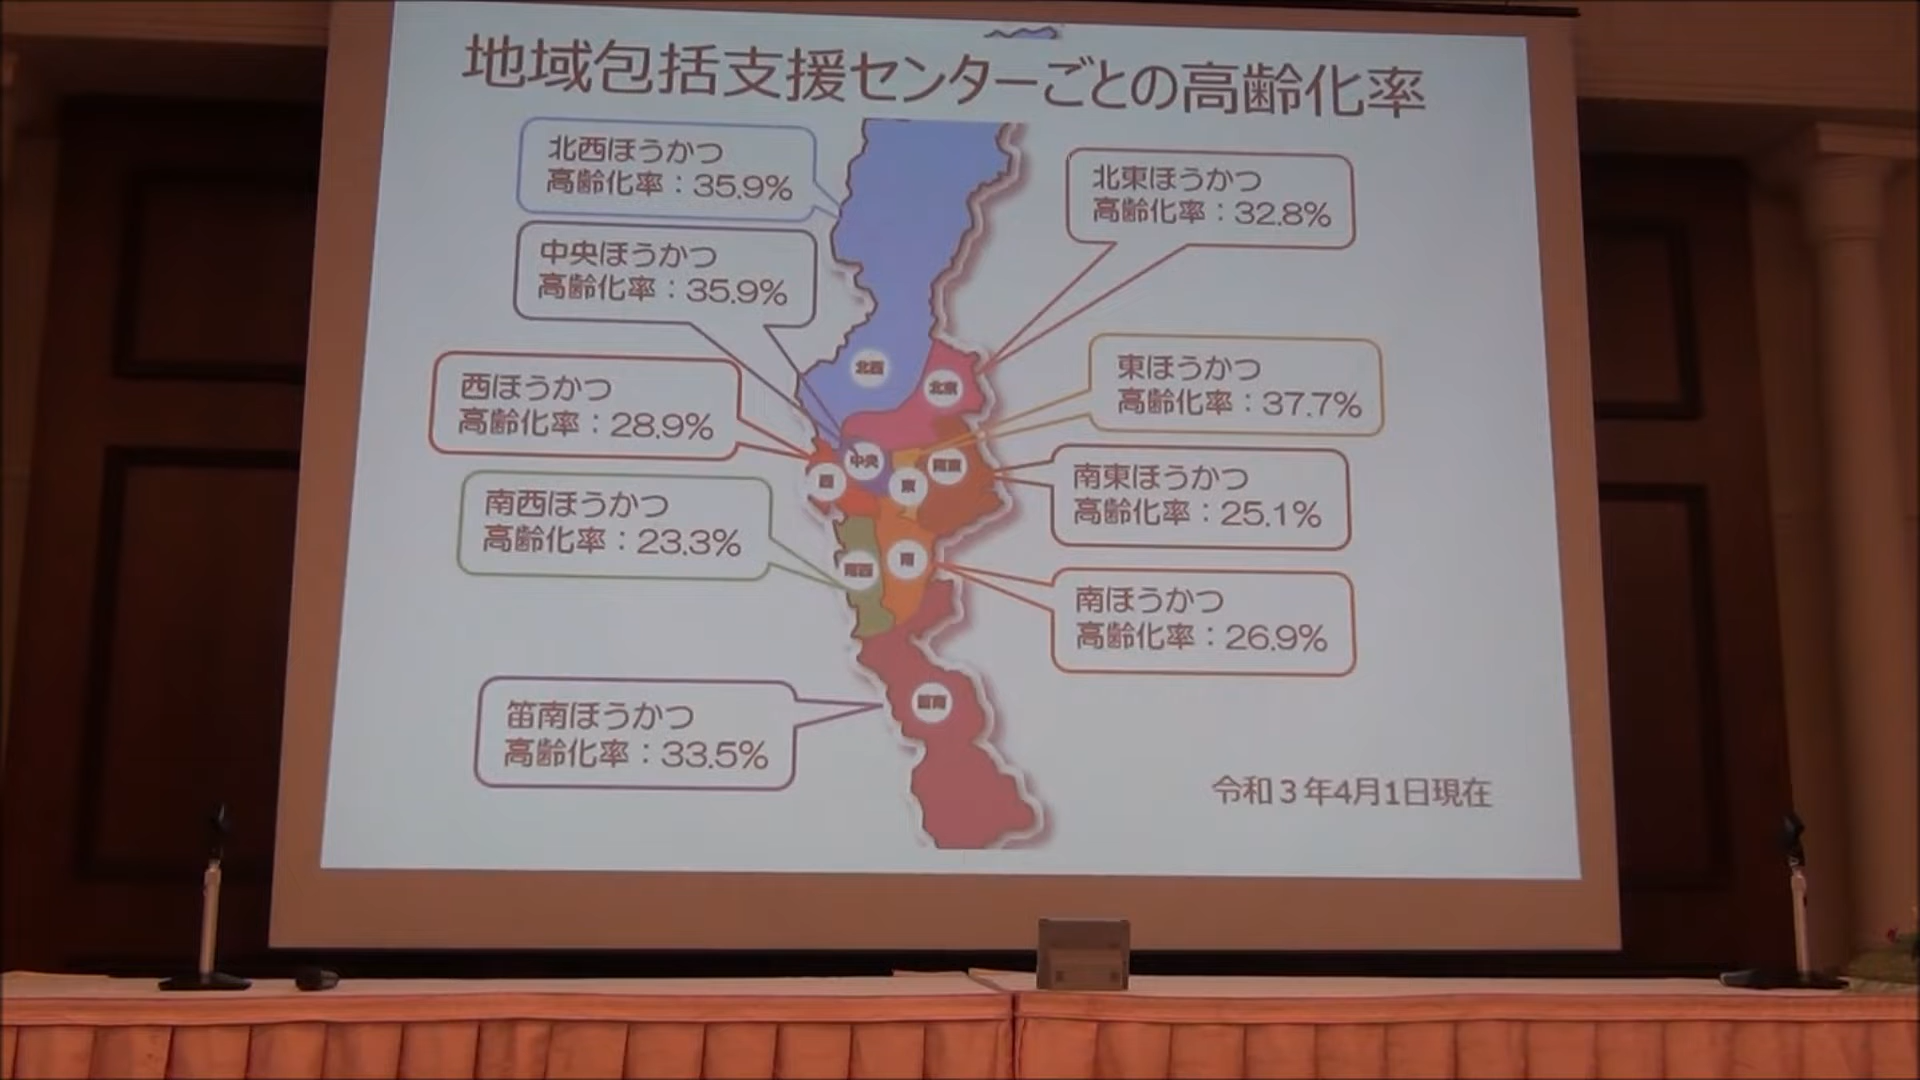 地域包括支援センターごとの高齢化率
北西ほうかつ
高齢化率：35.9%
北東ほうかつ
高齢化率：32.8%
中央ほうかつ
高齢化率：35.9%
東ほうかつ
高齢化率：37.7%
西ほうかつ
高齢化率：28.9%
南東ほうかつ
高齢化率：25.1%
南西ほうかつ
高齢化率：23.3%
南ほうかつ
高齢化率：26.9%
笛南ほうかつ
高齢化率：33.5%
北西
北東
中央
南東
西
東
南西
南
笛南
令和３年4月1日現在